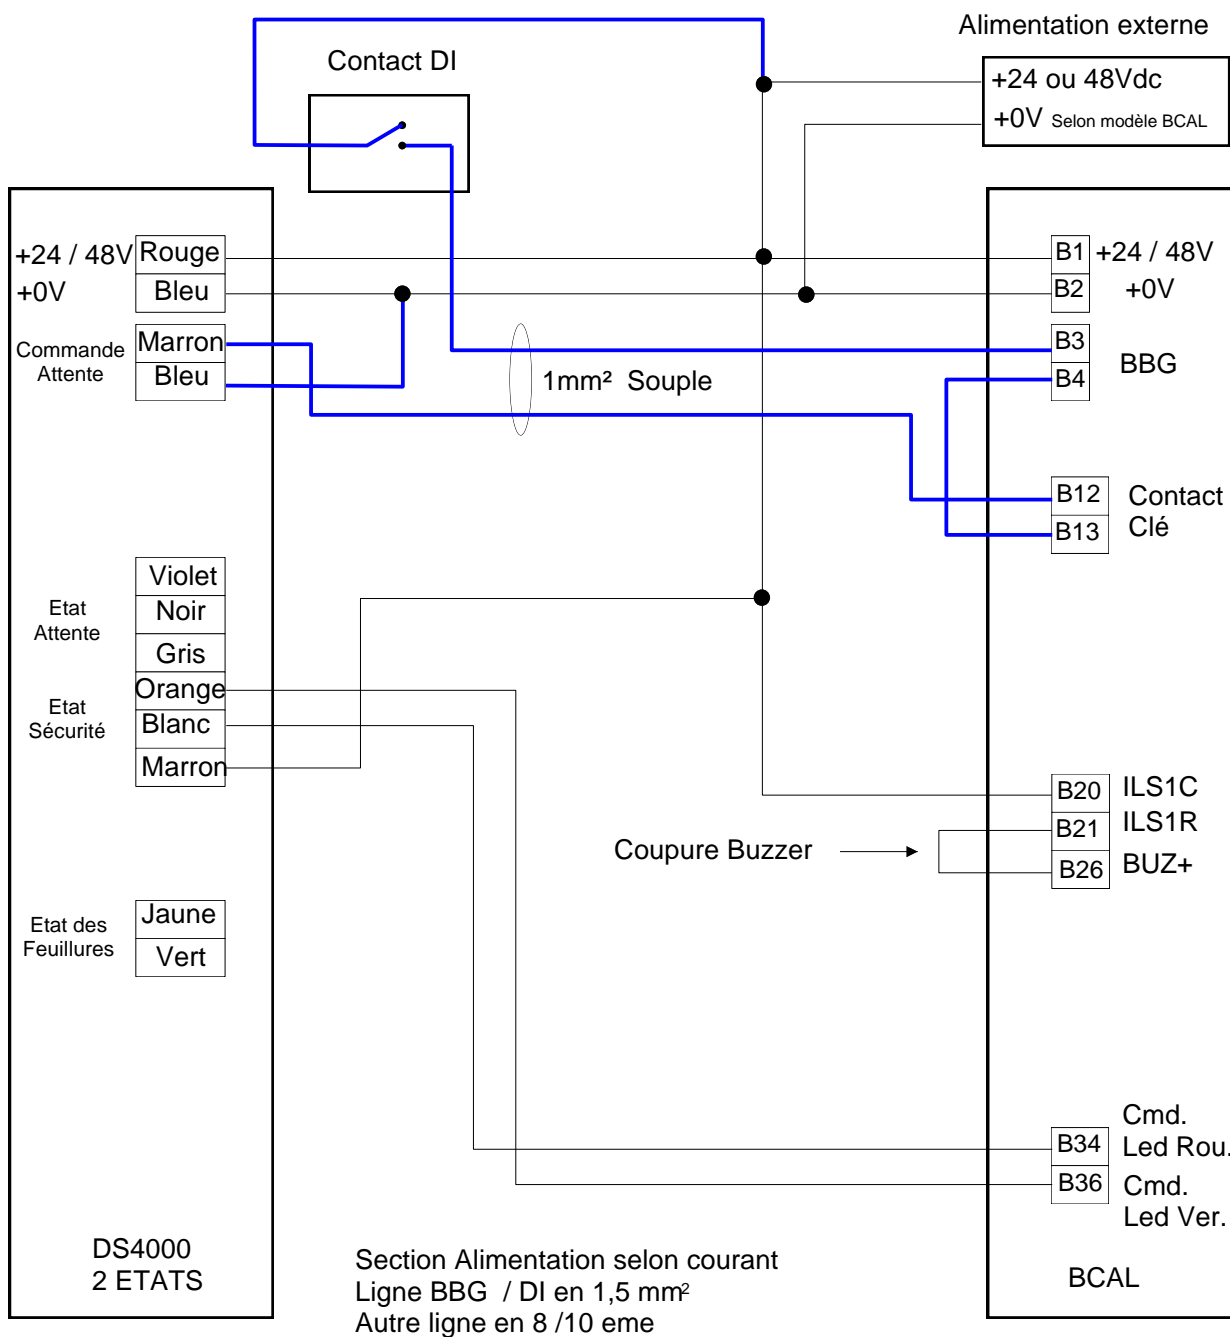 Alimentation externe
Contact DI
+24 ou 48Vdc
+0V Selon modèle BCAL
+24 / 48V
Rouge
+0V
Bleu
Commande
Attente
Marron
Bleu
B1
+24 / 48V
B2
+0V
B3
B4
BBG
1mm² Souple
B12
B13
Contact
Clé
Etat
Attente
Violet
Noir
Gris
Etat
Sécurité
Orange
Blanc
Marron
B20
ILS1C
B21
ILS1R
B26
BUZ+
Coupure Buzzer
Etat des
Feuillures
Jaune
Vert
B34
Cmd.
Led Rou.
B36
Cmd.
Led Ver.
DS4000
2 ETATS
Section Alimentation selon courant
Ligne BBG / DI en 1,5 mm²
Autre ligne en 8 /10 eme
BCAL